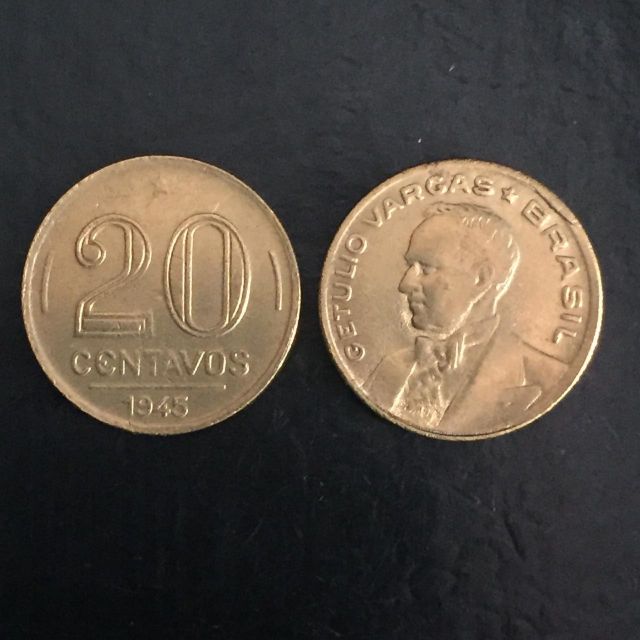 20
CENTAVOS
1945
GETULIO VARGAS ★ BRASIL